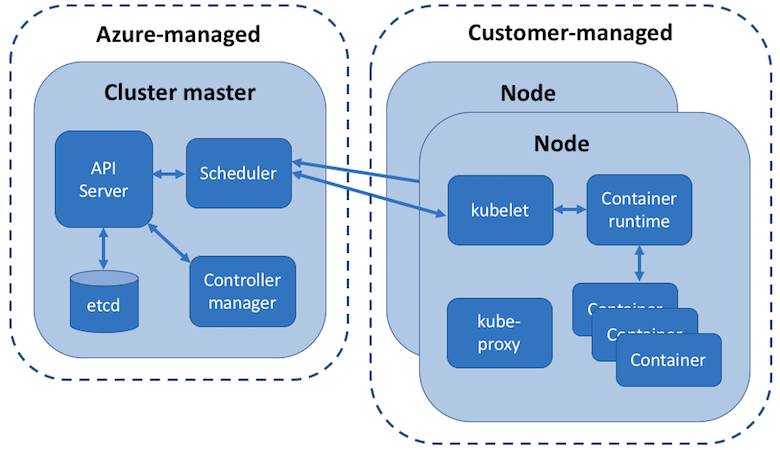 Azure-managed
Customer-managed
Cluster master
Node
Node
API
Server
Scheduler
kubelet
Container
runtime
etcd
Controller
manager
kube-
proxy
Container
Container
Container